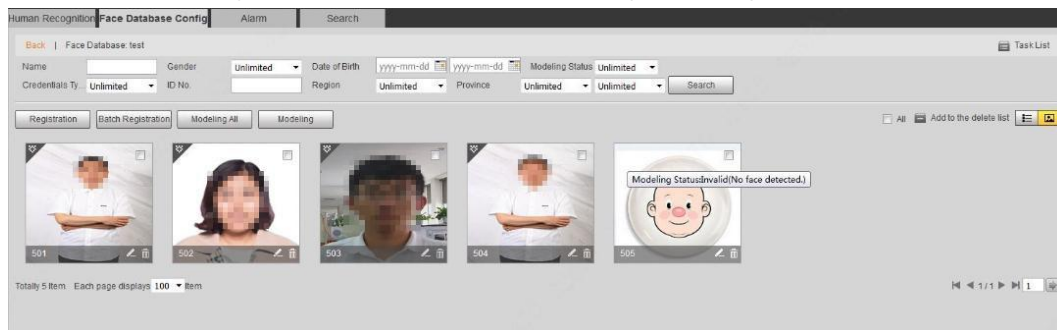 Human Recognition Face Database Config Alarm Search
Back | Face Database: test Task List
Name Gender Unlimited Date of Birth yyyy-mm-dd yyyy-mm-dd Modeling Status Unlimited
Credentials Ty... Unlimited ID No. Region Unlimited Province Unlimited Unlimited Search
Registration Batch Registration Modeling All Modeling All Add to the delete list
Modeling Status:Invalid(No face detected.)
501 502 503 504 505
Totally 5 Item Each page displays 100 Item 1/1 1